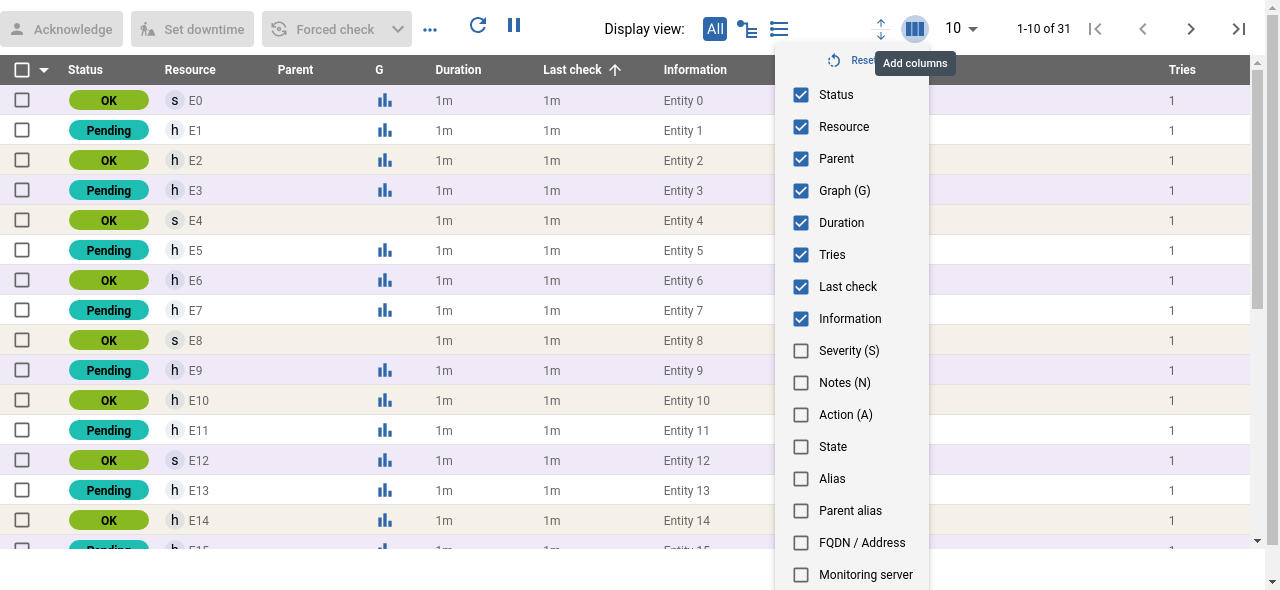 Acknowledge Set downtime Forced check Display view: All 10 1-10 of 31
Reset Add columns
Status Resource Parent G Duration Last check Information Tries
OK s E0 1m 1m Entity 0 1
Pending h E1 1m 1m Entity 1 1
OK h E2 1m 1m Entity 2 1
Pending h E3 1m 1m Entity 3 1
OK s E4 1m 1m Entity 4 1
Pending h E5 1m 1m Entity 5 1
OK h E6 1m 1m Entity 6 1
Pending h E7 1m 1m Entity 7 1
OK s E8 1m 1m Entity 8 1
Pending h E9 1m 1m Entity 9 1
OK h E10 1m 1m Entity 10 1
Pending h E11 1m 1m Entity 11 1
OK s E12 1m 1m Entity 12 1
Pending h E13 1m 1m Entity 13 1
OK h E14 1m 1m Entity 14 1
Pending h E15 1m 1m Entity 15 1
Status
Resource
Parent
Graph (G)
Duration
Tries
Last check
Information
Severity (S)
Notes (N)
Action (A)
State
Alias
Parent alias
FQDN / Address
Monitoring server